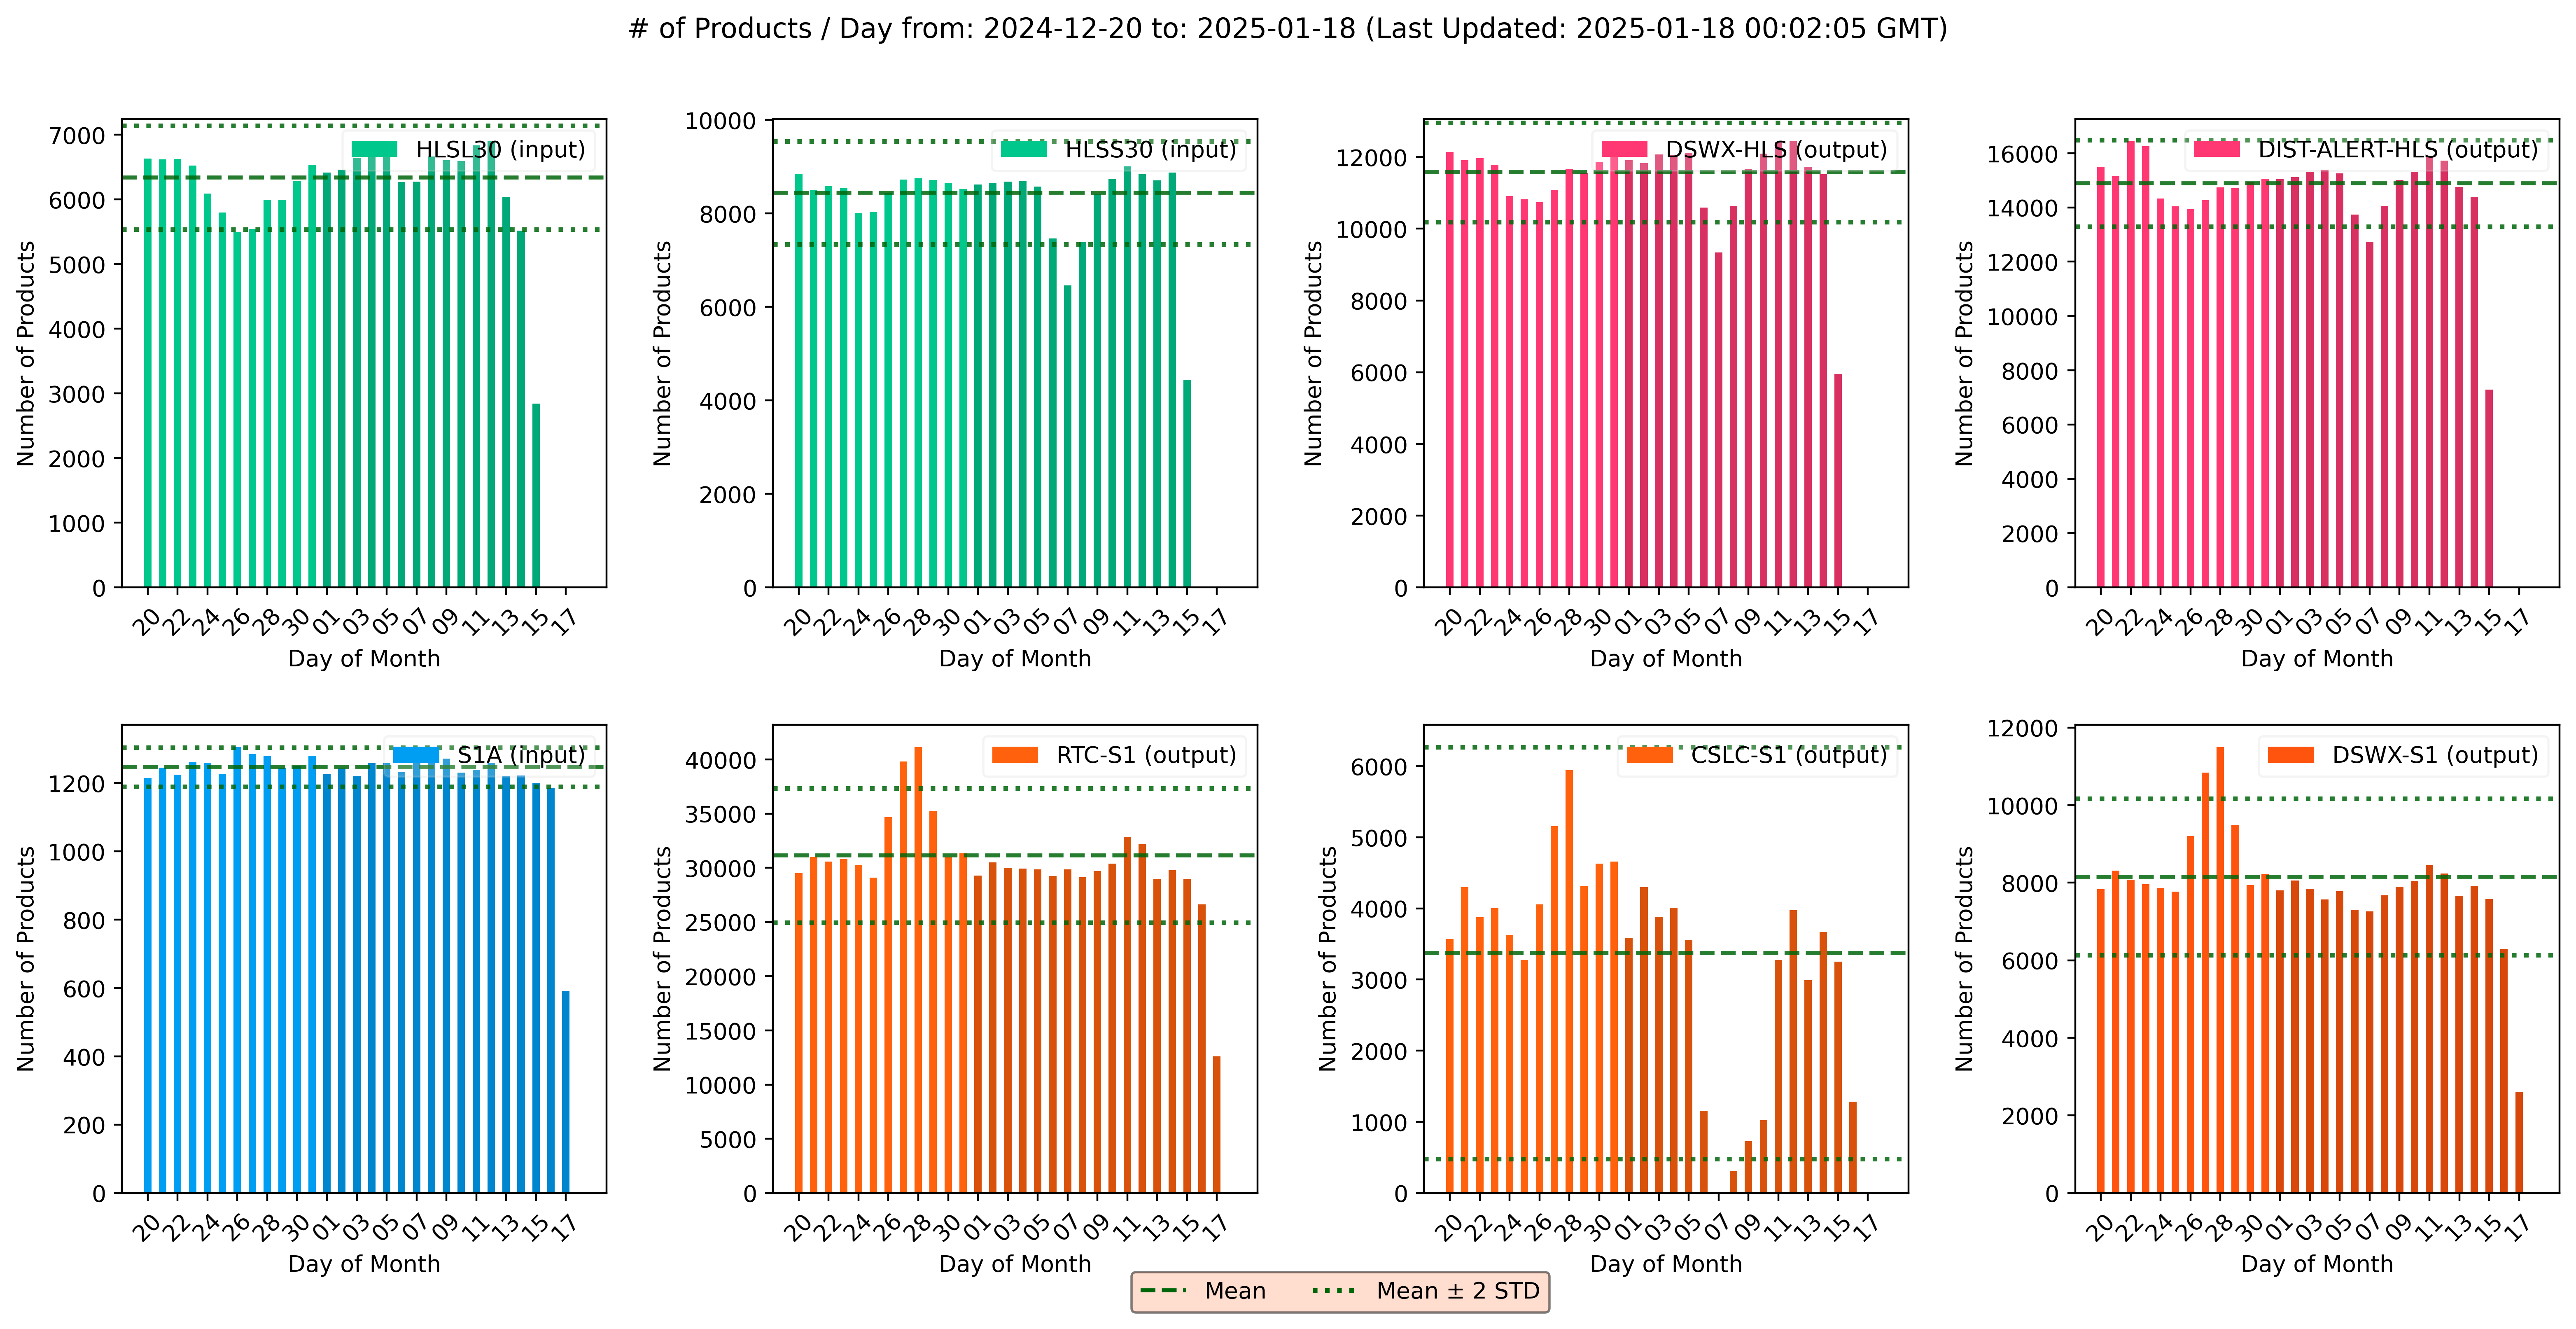 # of Products / Day from: 2024-12-20 to: 2025-01-18 (Last Updated: 2025-01-18 00:02:05 GMT)
HLSL30 (input)
Number of Products
7000
6000
5000
4000
3000
2000
1000
0
20 22 24 26 28 30 01 03 05 07 09 11 13 15 17
Day of Month
HLSS30 (input)
Number of Products
10000
8000
6000
4000
2000
0
20 22 24 26 28 30 01 03 05 07 09 11 13 15 17
Day of Month
DSWX-HLS (output)
Number of Products
12000
10000
8000
6000
4000
2000
0
20 22 24 26 28 30 01 03 05 07 09 11 13 15 17
Day of Month
DIST-ALERT-HLS (output)
Number of Products
16000
14000
12000
10000
8000
6000
4000
2000
0
20 22 24 26 28 30 01 03 05 07 09 11 13 15 17
Day of Month
S1A (input)
Number of Products
1200
1000
800
600
400
200
0
20 22 24 26 28 30 01 03 05 07 09 11 13 15 17
Day of Month
RTC-S1 (output)
Number of Products
40000
35000
30000
25000
20000
15000
10000
5000
0
20 22 24 26 28 30 01 03 05 07 09 11 13 15 17
Day of Month
CSLC-S1 (output)
Number of Products
6000
5000
4000
3000
2000
1000
0
20 22 24 26 28 30 01 03 05 07 09 11 13 15 17
Day of Month
DSWX-S1 (output)
Number of Products
12000
10000
8000
6000
4000
2000
0
20 22 24 26 28 30 01 03 05 07 09 11 13 15 17
Day of Month
Mean
Mean ± 2 STD